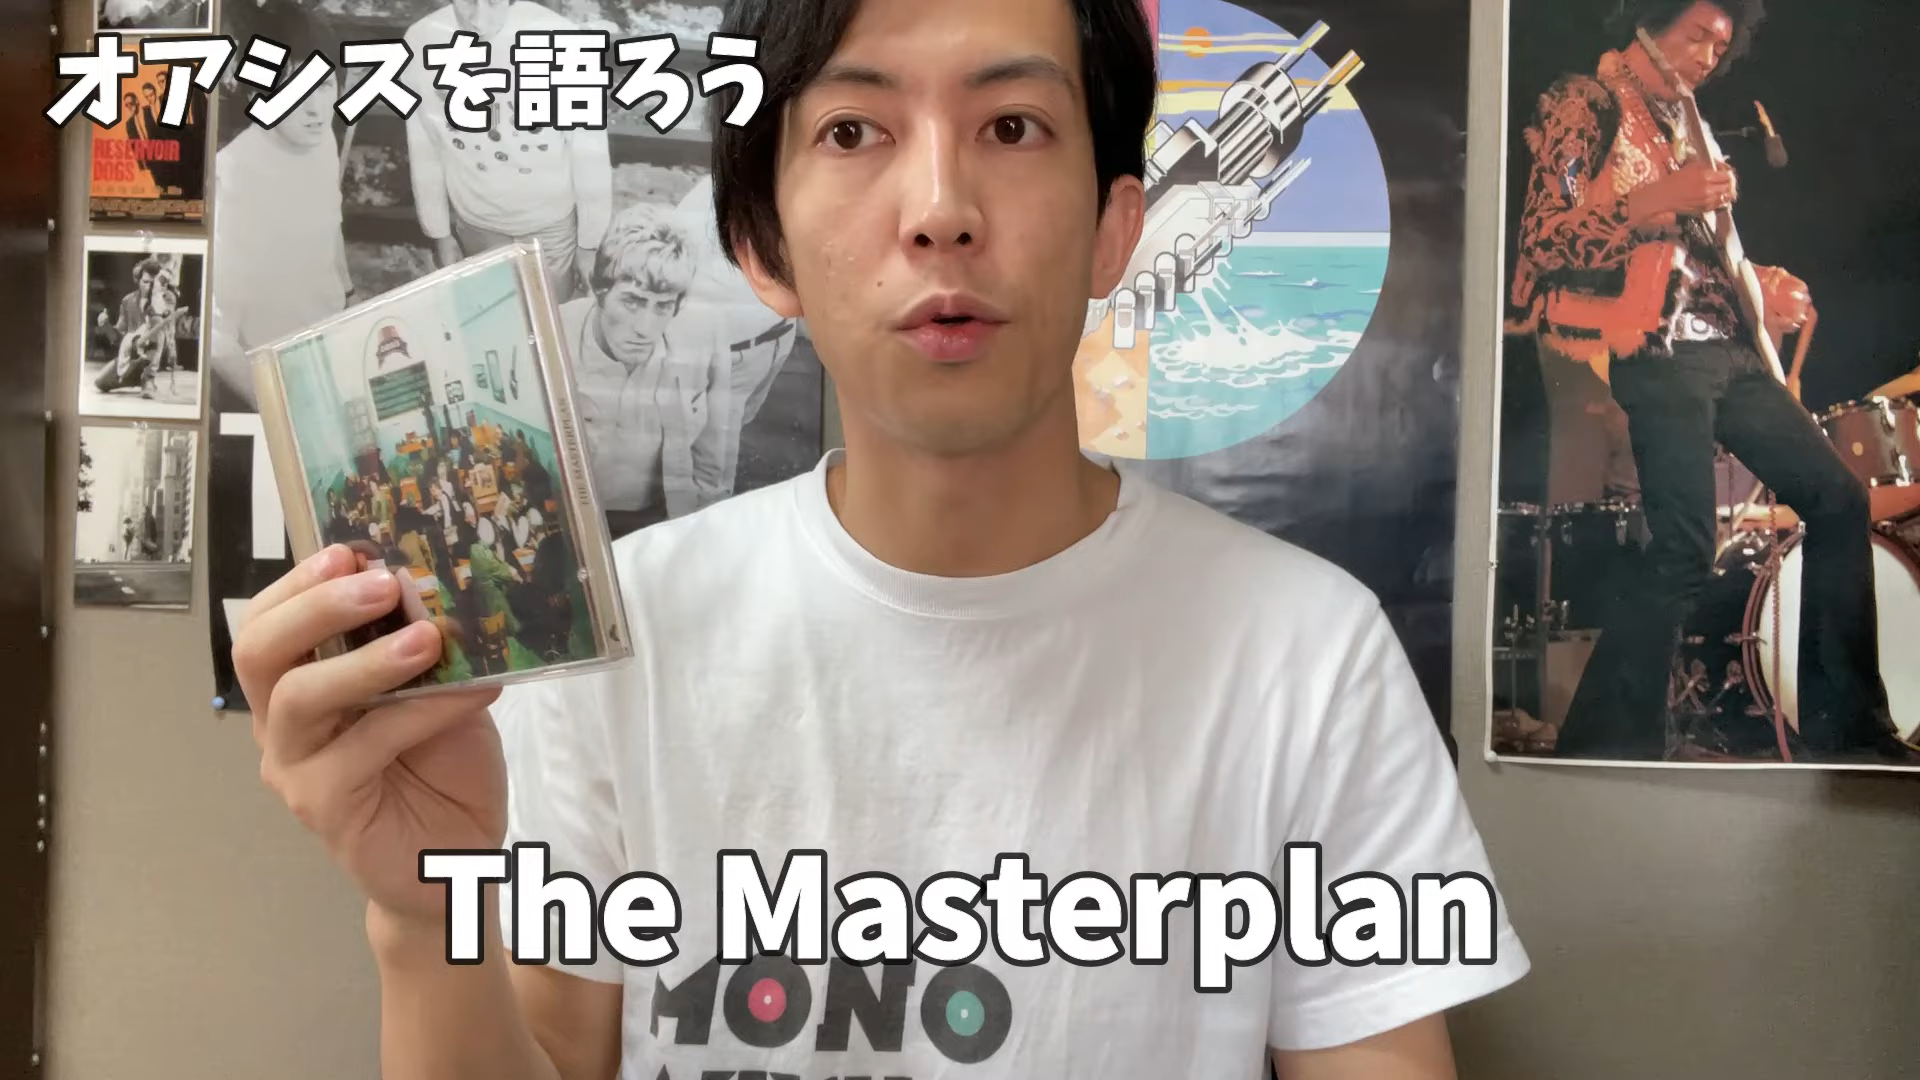 オアシスを語ろう
RESERVOIR
DOGS
THE MASTERPLAN
The Masterplan
MONO